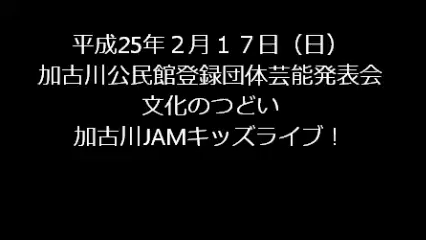 平成25年２月１７日（日）
加古川公民館登録団体芸能発表会
文化のつどい
加古川JAMキッズライブ！